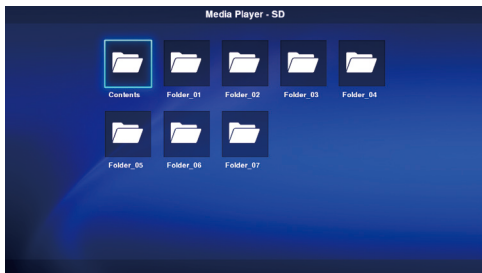 Media Player - SD
Contents Folder_01 Folder_02 Folder_03 Folder_04
Folder_05 Folder_06 Folder_07